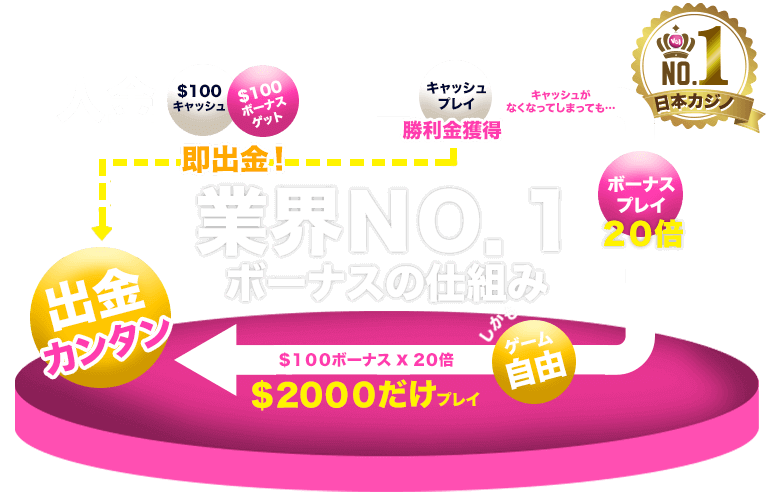 NO.1
日本カジノ
$100
キャッシュ
$100
ボーナス
ゲット
キャッシュ
プレイ
勝利金獲得
キャッシュが
なくなってしまっても…
即出金！
ボーナス
プレイ
20倍
業界NO.1
ボーナスの仕組み
出金
カンタン
しかも
ゲーム
自由
$100ボーナス X 20倍
$2000だけプレイ